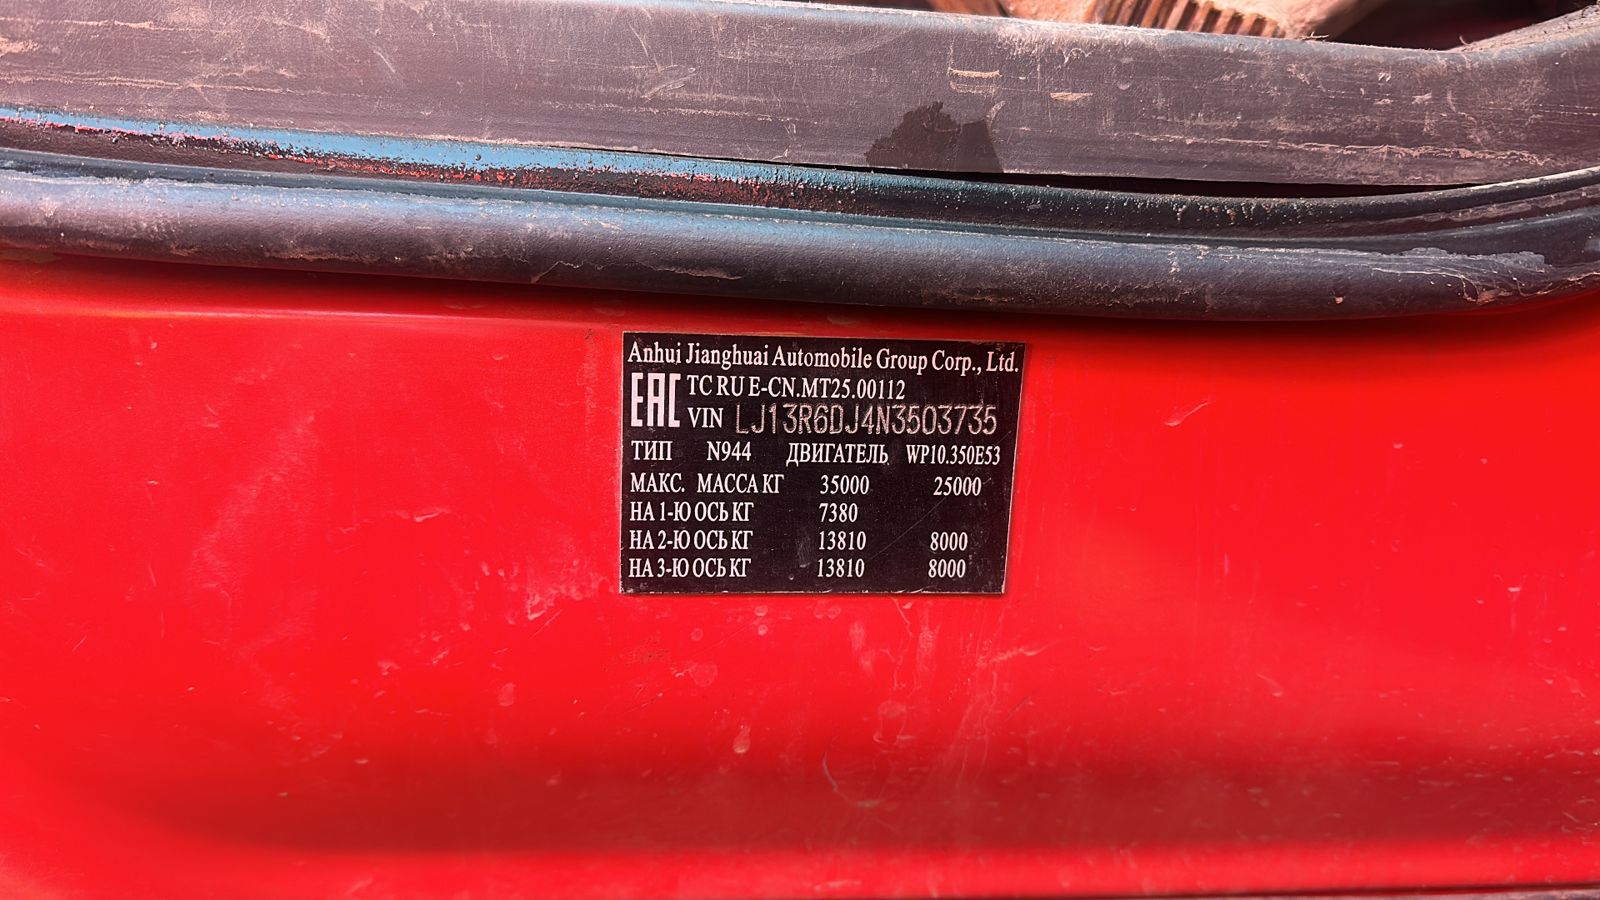 Anhui Jianghuai Automobile Group Corp., Ltd.
EAC TC RU E-CN.MT25.00112
VIN LJ13R6DJ4N3503735
ТИП N944 ДВИГАТЕЛЬ WP10.350E53
МАКС. МАССА КГ 35000 25000
НА 1-Ю ОСЬ КГ 7380
НА 2-Ю ОСЬ КГ 13810 8000
НА 3-Ю ОСЬ КГ 13810 8000